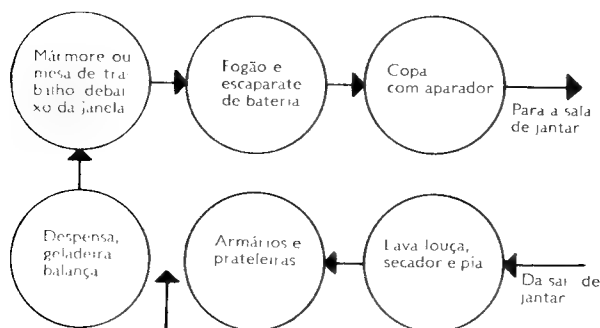 Mármore ou
mesa de tra-
balho debai
xo da janela
Fogão e
escaparate
de bateria
Copa
com aparador
Para a sala
de jantar
Despensa,
geladeira
balança
Armários e
prateleiras
Lava louça,
secador e pia
Da de
jantar